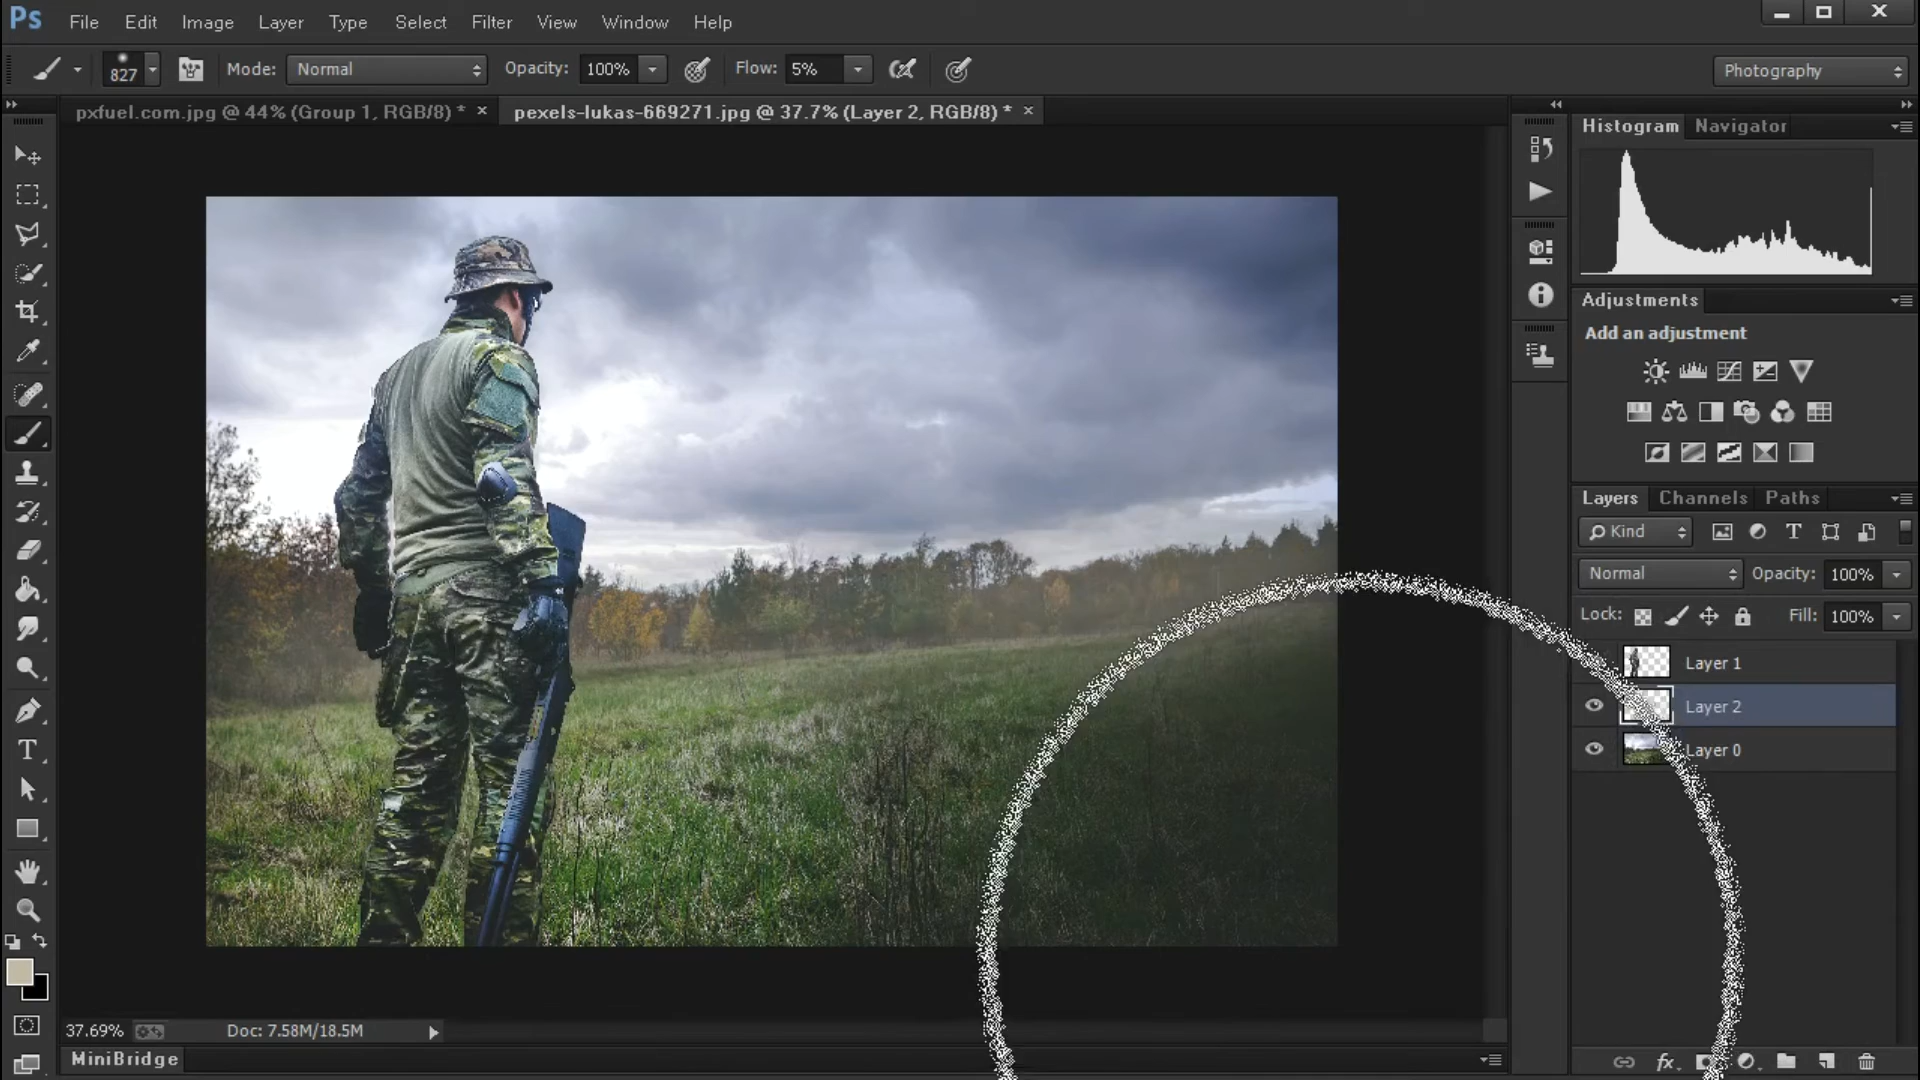 Ps File Edit Image Layer Type Select Filter View Window Help
827 Mode: Normal Opacity: 100% Flow: 5% Photography
pxfuel.com.jpg @ 44% (Group 1, RGB/8) * × pexels-lukas-669271.jpg @ 37.7% (Layer 2, RGB/8) * ×
Histogram Navigator
Adjustments
Add an adjustment
Layers Channels Paths
Kind
Normal Opacity: 100%
Lock: Fill: 100%
Layer 1
Layer 2
Layer 0
37.69% Doc: 7.58M/18.5M
MiniBridge
fx